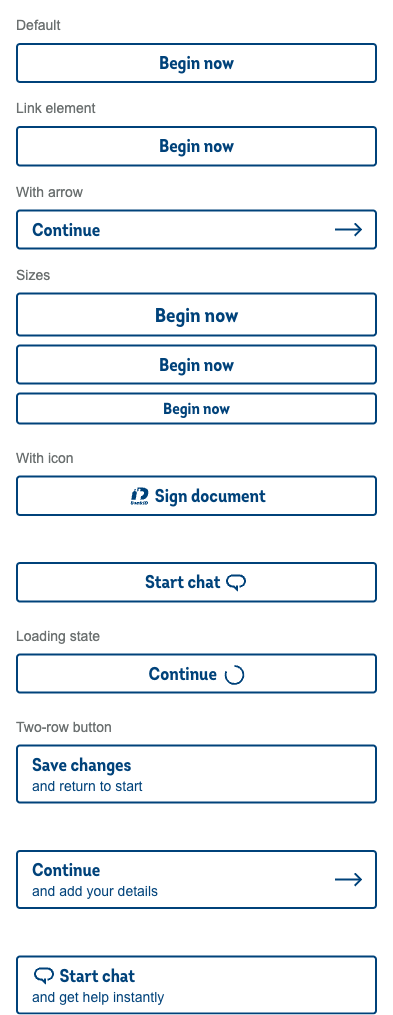 Default
Begin now
Link element
Begin now
With arrow
Continue
Sizes
Begin now
Begin now
Begin now
With icon
BankID Sign document
Start chat
Loading state
Continue
Two-row button
Save changes
and return to start
Continue
and add your details
Start chat
and get help instantly